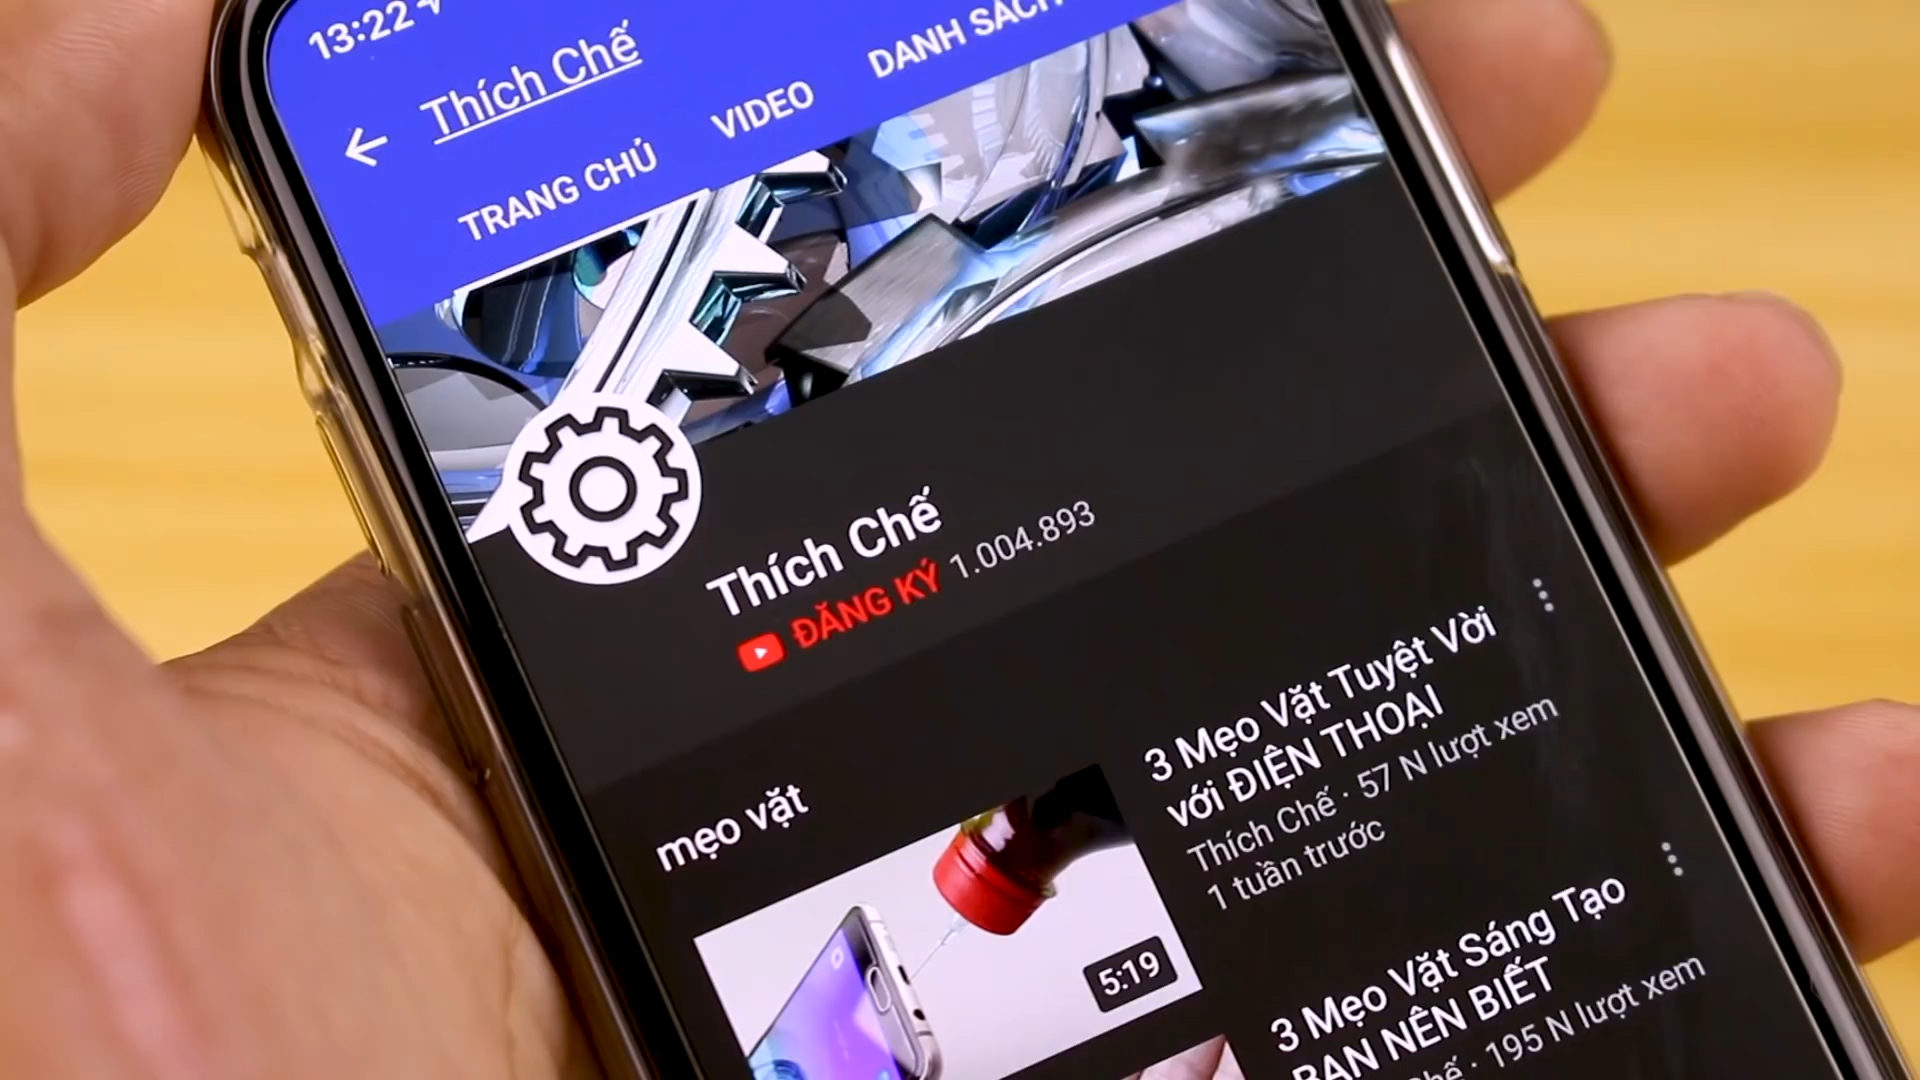 13:22
Thích Chế
TRANG CHỦ VIDEO DANH SÁCH
Thích Chế
ĐĂNG KÝ 1.004.893
mẹo vặt
3 Mẹo Vặt Tuyệt Vời
với ĐIỆN THOẠI
Thích Chế · 57 N lượt xem
1 tuần trước
5:19
3 Mẹo Vặt Sáng Tạo
BẠN NÊN BIẾT
Chế · 195 N lượt xem